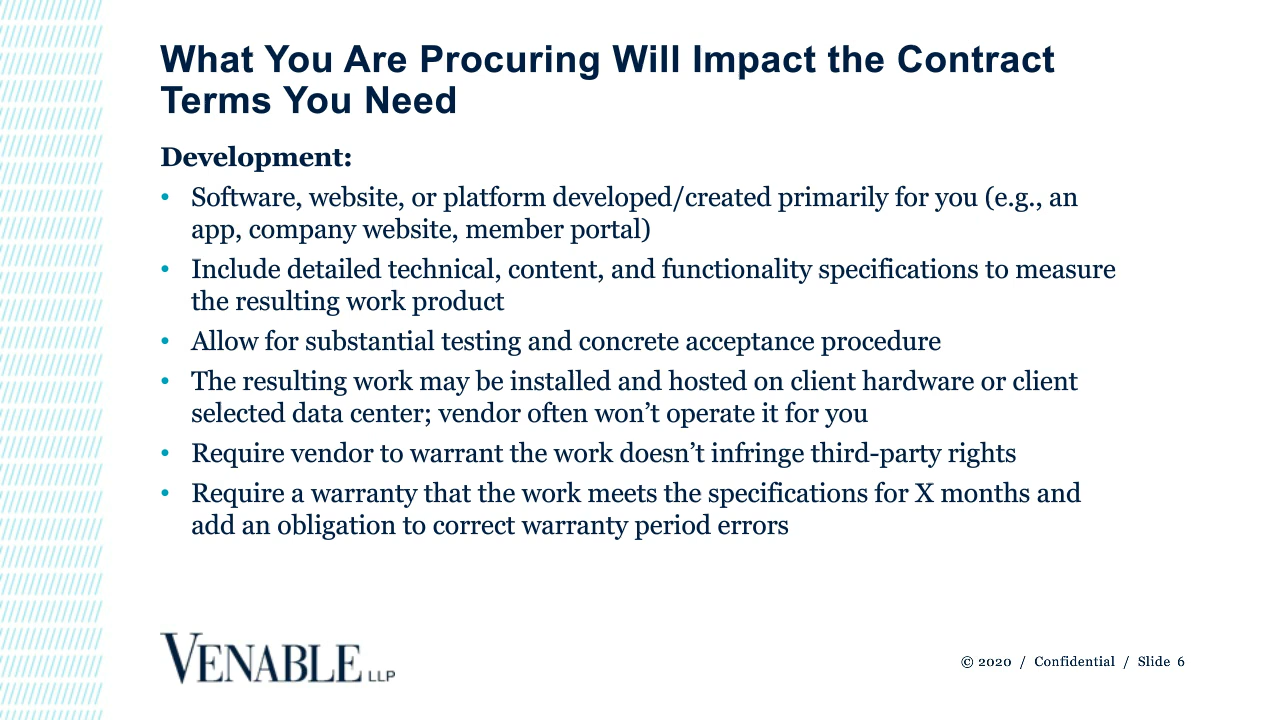 What You Are Procuring Will Impact the Contract
Terms You Need
Development:
• Software, website, or platform developed/created primarily for you (e.g., an
app, company website, member portal)
• Include detailed technical, content, and functionality specifications to measure
the resulting work product
• Allow for substantial testing and concrete acceptance procedure
• The resulting work may be installed and hosted on client hardware or client
selected data center; vendor often won’t operate it for you
• Require vendor to warrant the work doesn’t infringe third-party rights
• Require a warranty that the work meets the specifications for X months and
add an obligation to correct warranty period errors
VENABLE LLP
© 2020 / Confidential / Slide 6